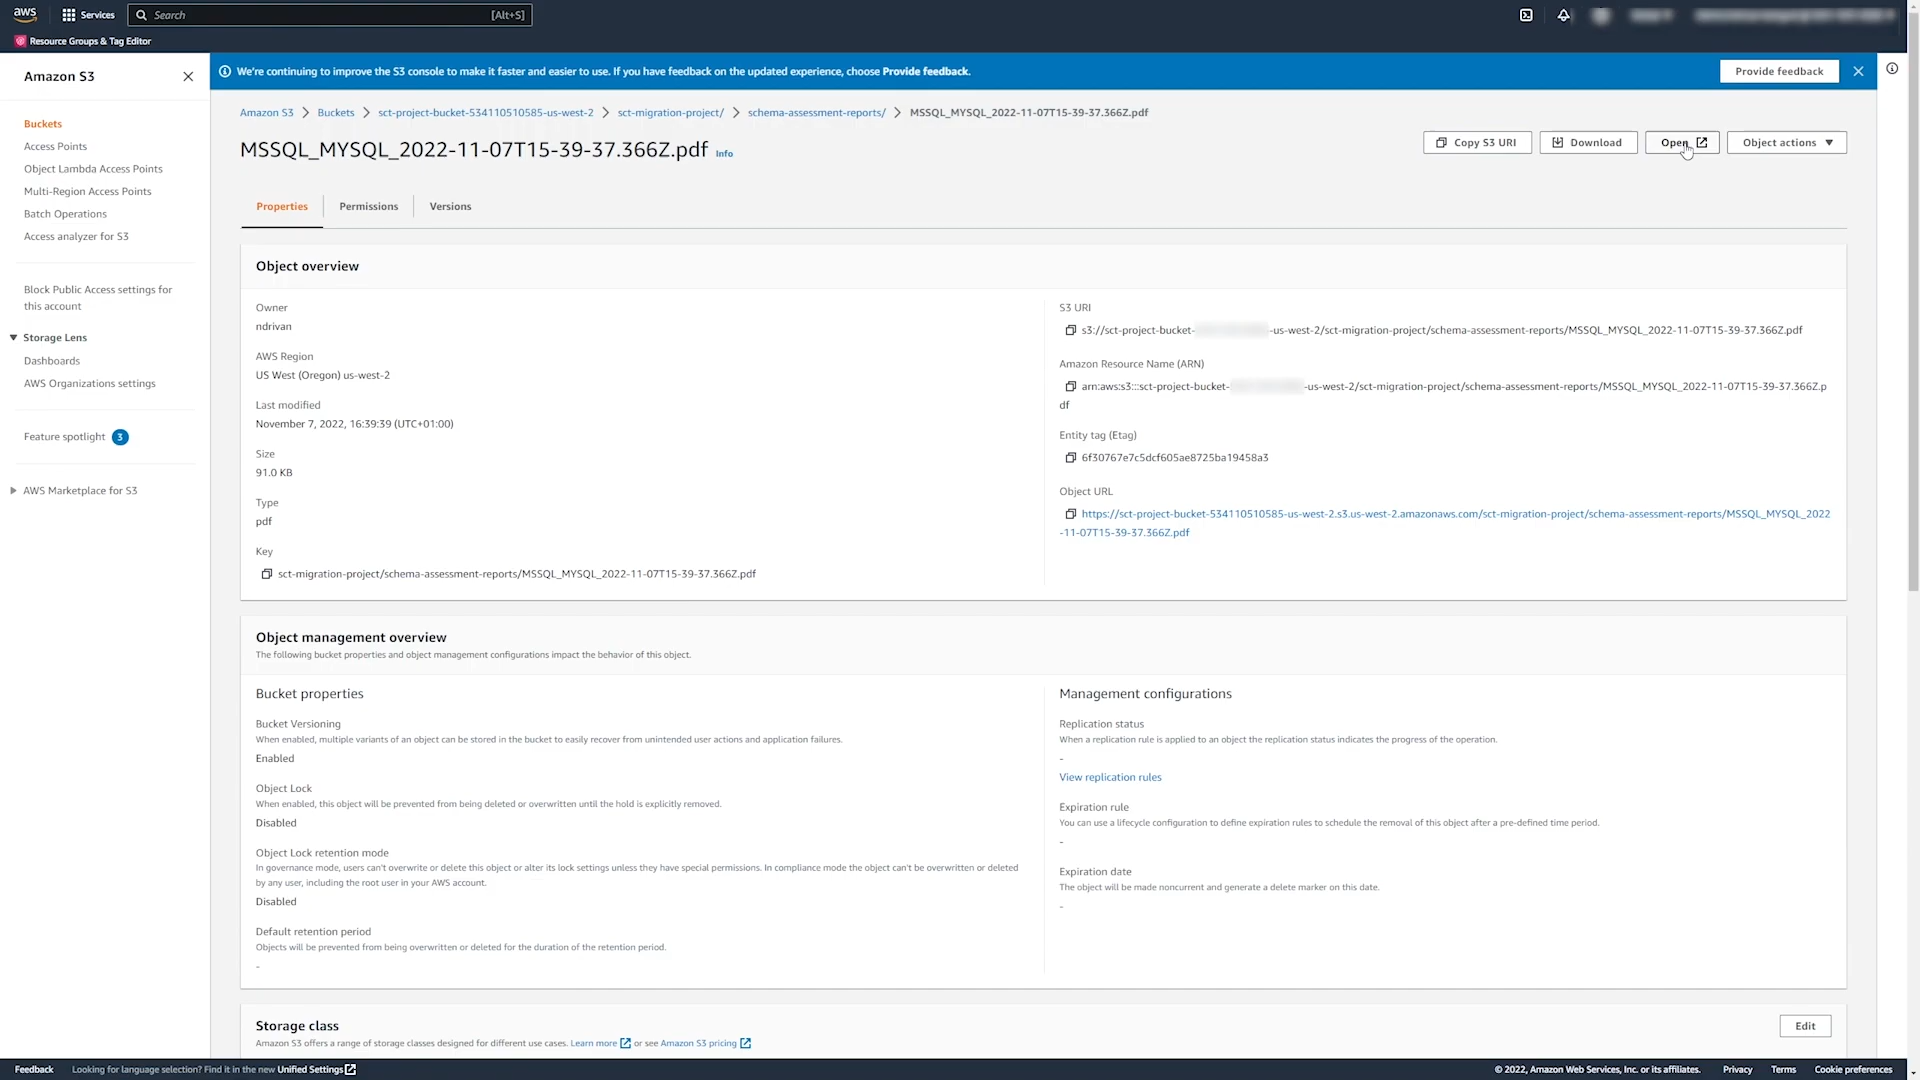 aws
Services
Search
[Alt+S]
Resource Groups & Tag Editor
Amazon S3
We're continuing to improve the S3 console to make it faster and easier to use. If you have feedback on the updated experience, choose Provide feedback.
Provide feedback
Buckets
Access Points
Object Lambda Access Points
Multi-Region Access Points
Batch Operations
Access analyzer for S3
Block Public Access settings for
this account
Storage Lens
Dashboards
AWS Organizations settings
Feature spotlight 3
AWS Marketplace for S3
Amazon S3 > Buckets > sct-project-bucket-534110510585-us-west-2 > sct-migration-project/ > schema-assessment-reports/ > MSSQL_MYSQL_2022-11-07T15-39-37.366Z.pdf
MSSQL_MYSQL_2022-11-07T15-39-37.366Z.pdf Info
Copy S3 URI
Download
Open
Object actions
Properties
Permissions
Versions
Object overview
Owner
ndrivan
AWS Region
US West (Oregon) us-west-2
Last modified
November 7, 2022, 16:39:39 (UTC+01:00)
Size
91.0 KB
Type
pdf
Key
sct-migration-project/schema-assessment-reports/MSSQL_MYSQL_2022-11-07T15-39-37.366Z.pdf
S3 URI
s3://sct-project-bucket- -us-west-2/sct-migration-project/schema-assessment-reports/MSSQL_MYSQL_2022-11-07T15-39-37.366Z.pdf
Amazon Resource Name (ARN)
arn:aws:s3:::sct-project-bucket- -us-west-2/sct-migration-project/schema-assessment-reports/MSSQL_MYSQL_2022-11-07T15-39-37.366Z.p
df
Entity tag (Etag)
6f30767e7c5dcf605ae8725ba19458a3
Object URL
https://sct-project-bucket-534110510585-us-west-2.s3.us-west-2.amazonaws.com/sct-migration-project/schema-assessment-reports/MSSQL_MYSQL_2022
-11-07T15-39-37.366Z.pdf
Object management overview
The following bucket properties and object management configurations impact the behavior of this object.
Bucket properties
Bucket Versioning
When enabled, multiple variants of an object can be stored in the bucket to easily recover from unintended user actions and application failures.
Enabled
Object Lock
When enabled, this object will be prevented from being deleted or overwritten until the hold is explicitly removed.
Disabled
Object Lock retention mode
In governance mode, users can't overwrite or delete this object or alter its lock settings unless they have special permissions. In compliance mode the object can't be overwritten or deleted
by any user, including the root user in your AWS account.
Disabled
Default retention period
Objects will be prevented from being overwritten or deleted for the duration of the retention period.
-
Management configurations
Replication status
When a replication rule is applied to an object the replication status indicates the progress of the operation.
-
View replication rules
Expiration rule
You can use a lifecycle configuration to define expiration rules to schedule the removal of this object after a pre-defined time period.
-
Expiration date
The object will be made noncurrent and generate a delete marker on this date.
-
Storage class
Amazon S3 offers a range of storage classes designed for different use cases. Learn more or see Amazon S3 pricing
Edit
Feedback
Looking for language selection? Find it in the new Unified Settings
© 2022, Amazon Web Services, Inc. or its affiliates.
Privacy
Terms
Cookie preferences